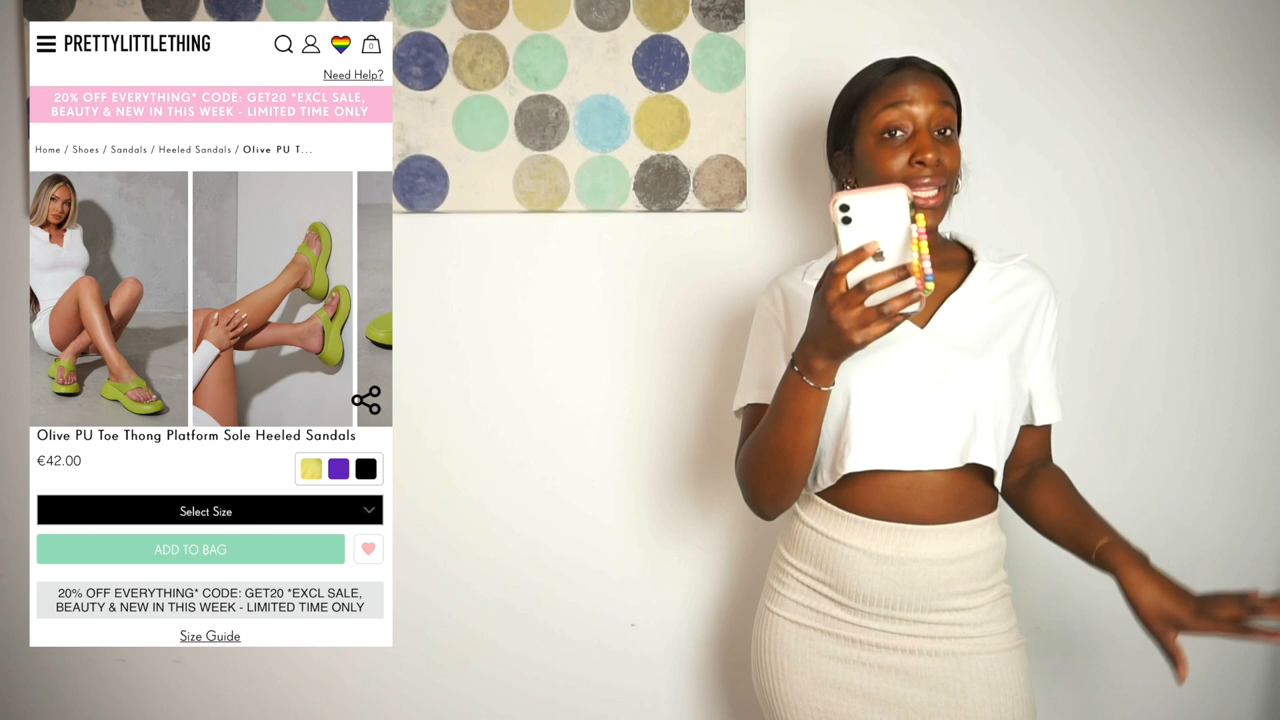 PRETTYLITTLETHING
0
Need Help?
20% OFF EVERYTHING* CODE: GET20 *EXCL SALE,
BEAUTY & NEW IN THIS WEEK - LIMITED TIME ONLY
Home / Shoes / Sandals / Heeled Sandals / Olive PU T...
Olive PU Toe Thong Platform Sole Heeled Sandals
€42.00
Select Size
ADD TO BAG
20% OFF EVERYTHING* CODE: GET20 *EXCL SALE,
BEAUTY & NEW IN THIS WEEK - LIMITED TIME ONLY
Size Guide